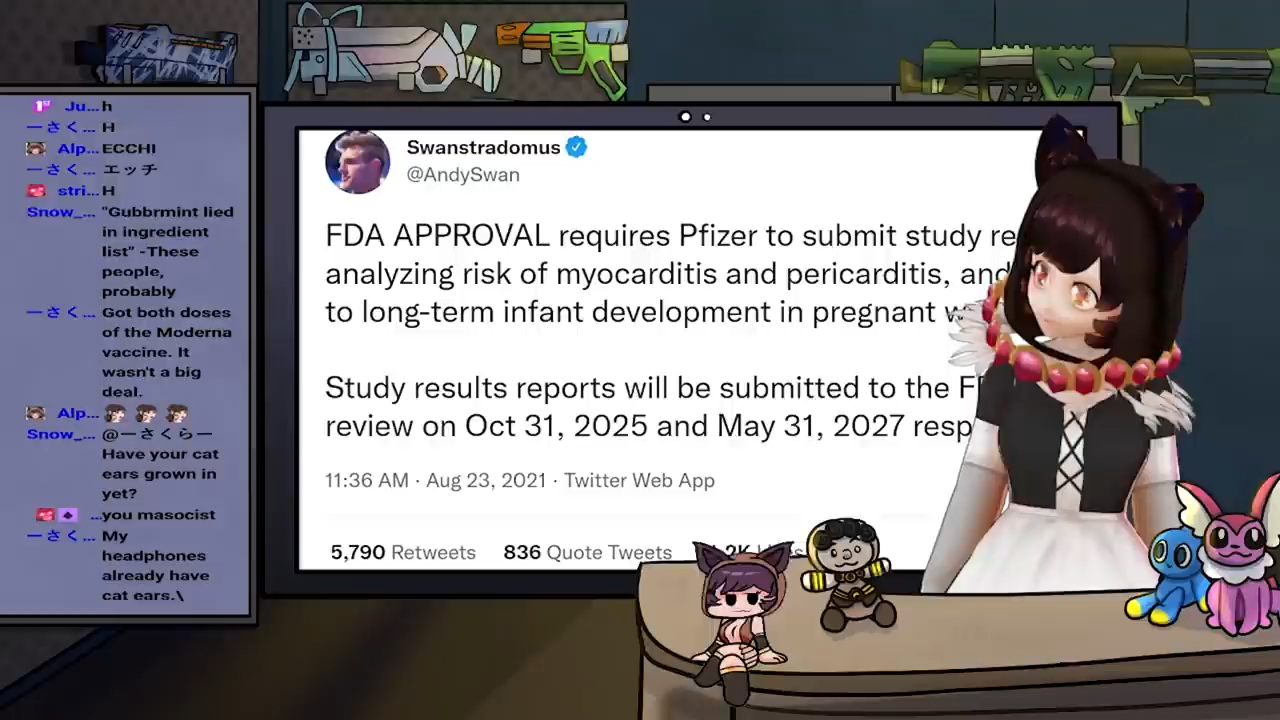 Ju... h
ーさく... H
Alp... ECCHI
ーさく... エッチ
stri... H
Snow_... "Gubbrmint lied
in ingredient
list" -These
people,
probably
ーさく... Got both doses
of the Moderna
vaccine. It
wasn't a big
deal.
Alp...
Snow_... @ーさくらー
Have your cat
ears grown in
yet?
...you masocist
ーさく... My
headphones
already have
cat ears.\
Swanstradomus
@AndySwan
FDA APPROVAL requires Pfizer to submit study re
analyzing risk of myocarditis and pericarditis, and
to long-term infant development in pregnant w
Study results reports will be submitted to the F
review on Oct 31, 2025 and May 31, 2027 resp
11:36 AM · Aug 23, 2021 · Twitter Web App
5,790 Retweets 836 Quote Tweets